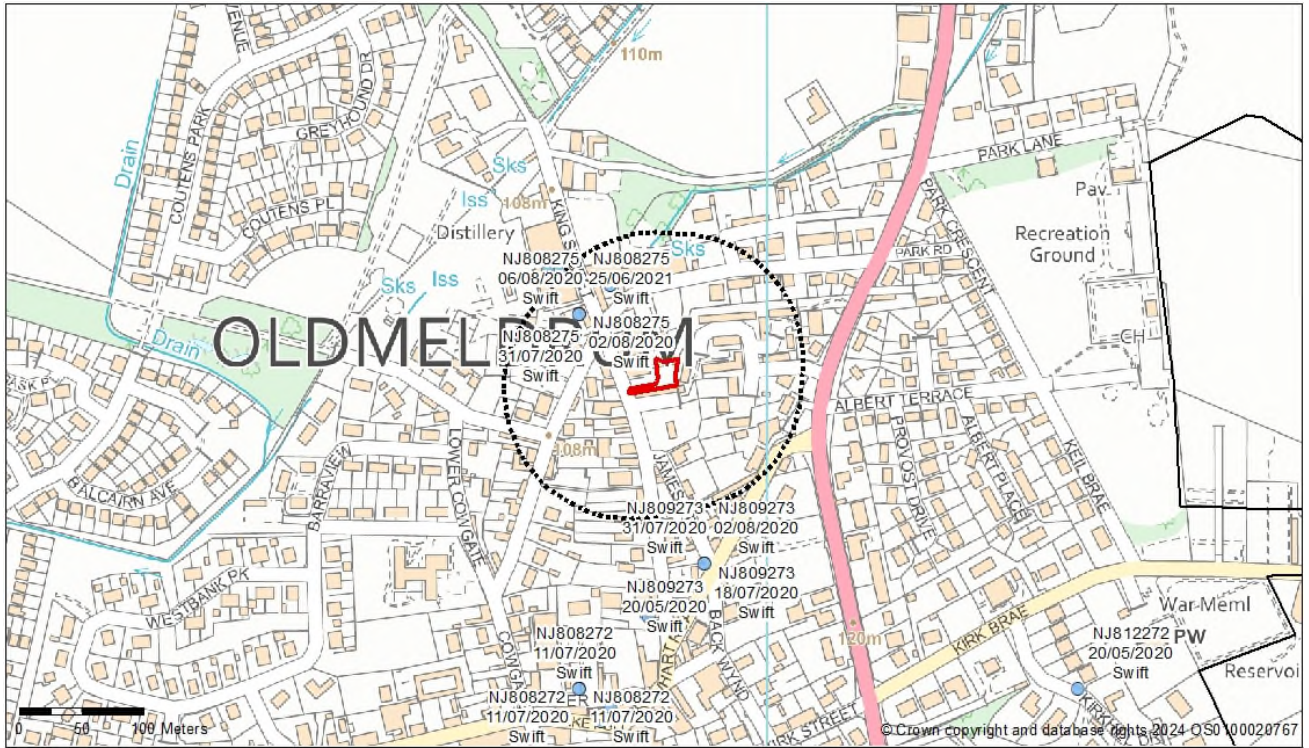 110m
GREYHOUND DR
COUTENS PARK
Drain
COUTENS PL
Sks
Iss
108m
KING S
Distillery
Sks
Iss
Sks
PARK LANE
PARK CRESCENT
PARK RD
Pav
Recreation
Ground
CH
NJ808275
06/08/2020
Swift
NJ808275
25/06/2021
Swift
NJ808275
31/07/2020
Swift
NJ808275
02/08/2020
Swift
OLDMELDRUM
Drain
BALCAIRN AVE
BARRA VIEW
LOWER COWGATE
108m
JAMES
ALBERT TERRACE
PROVOST DRIVE
ALBERT PLACE
KEIL BRAE
NJ809273
31/07/2020
Swift
NJ809273
02/08/2020
Swift
NJ809273
18/07/2020
Swift
NJ809273
20/05/2020
Swift
WESTBANK PK
BACK WYND
120m
KIRK BRAE
War Meml
PW
Reservoi
NJ812272
20/05/2020
Swift
NJ808272
11/07/2020
Swift
NJ808272
11/07/2020
Swift
NJ808272
11/07/2020
Swift
0 50 100 Meters
© Crown copyright and database rights 2024 OS0100020767